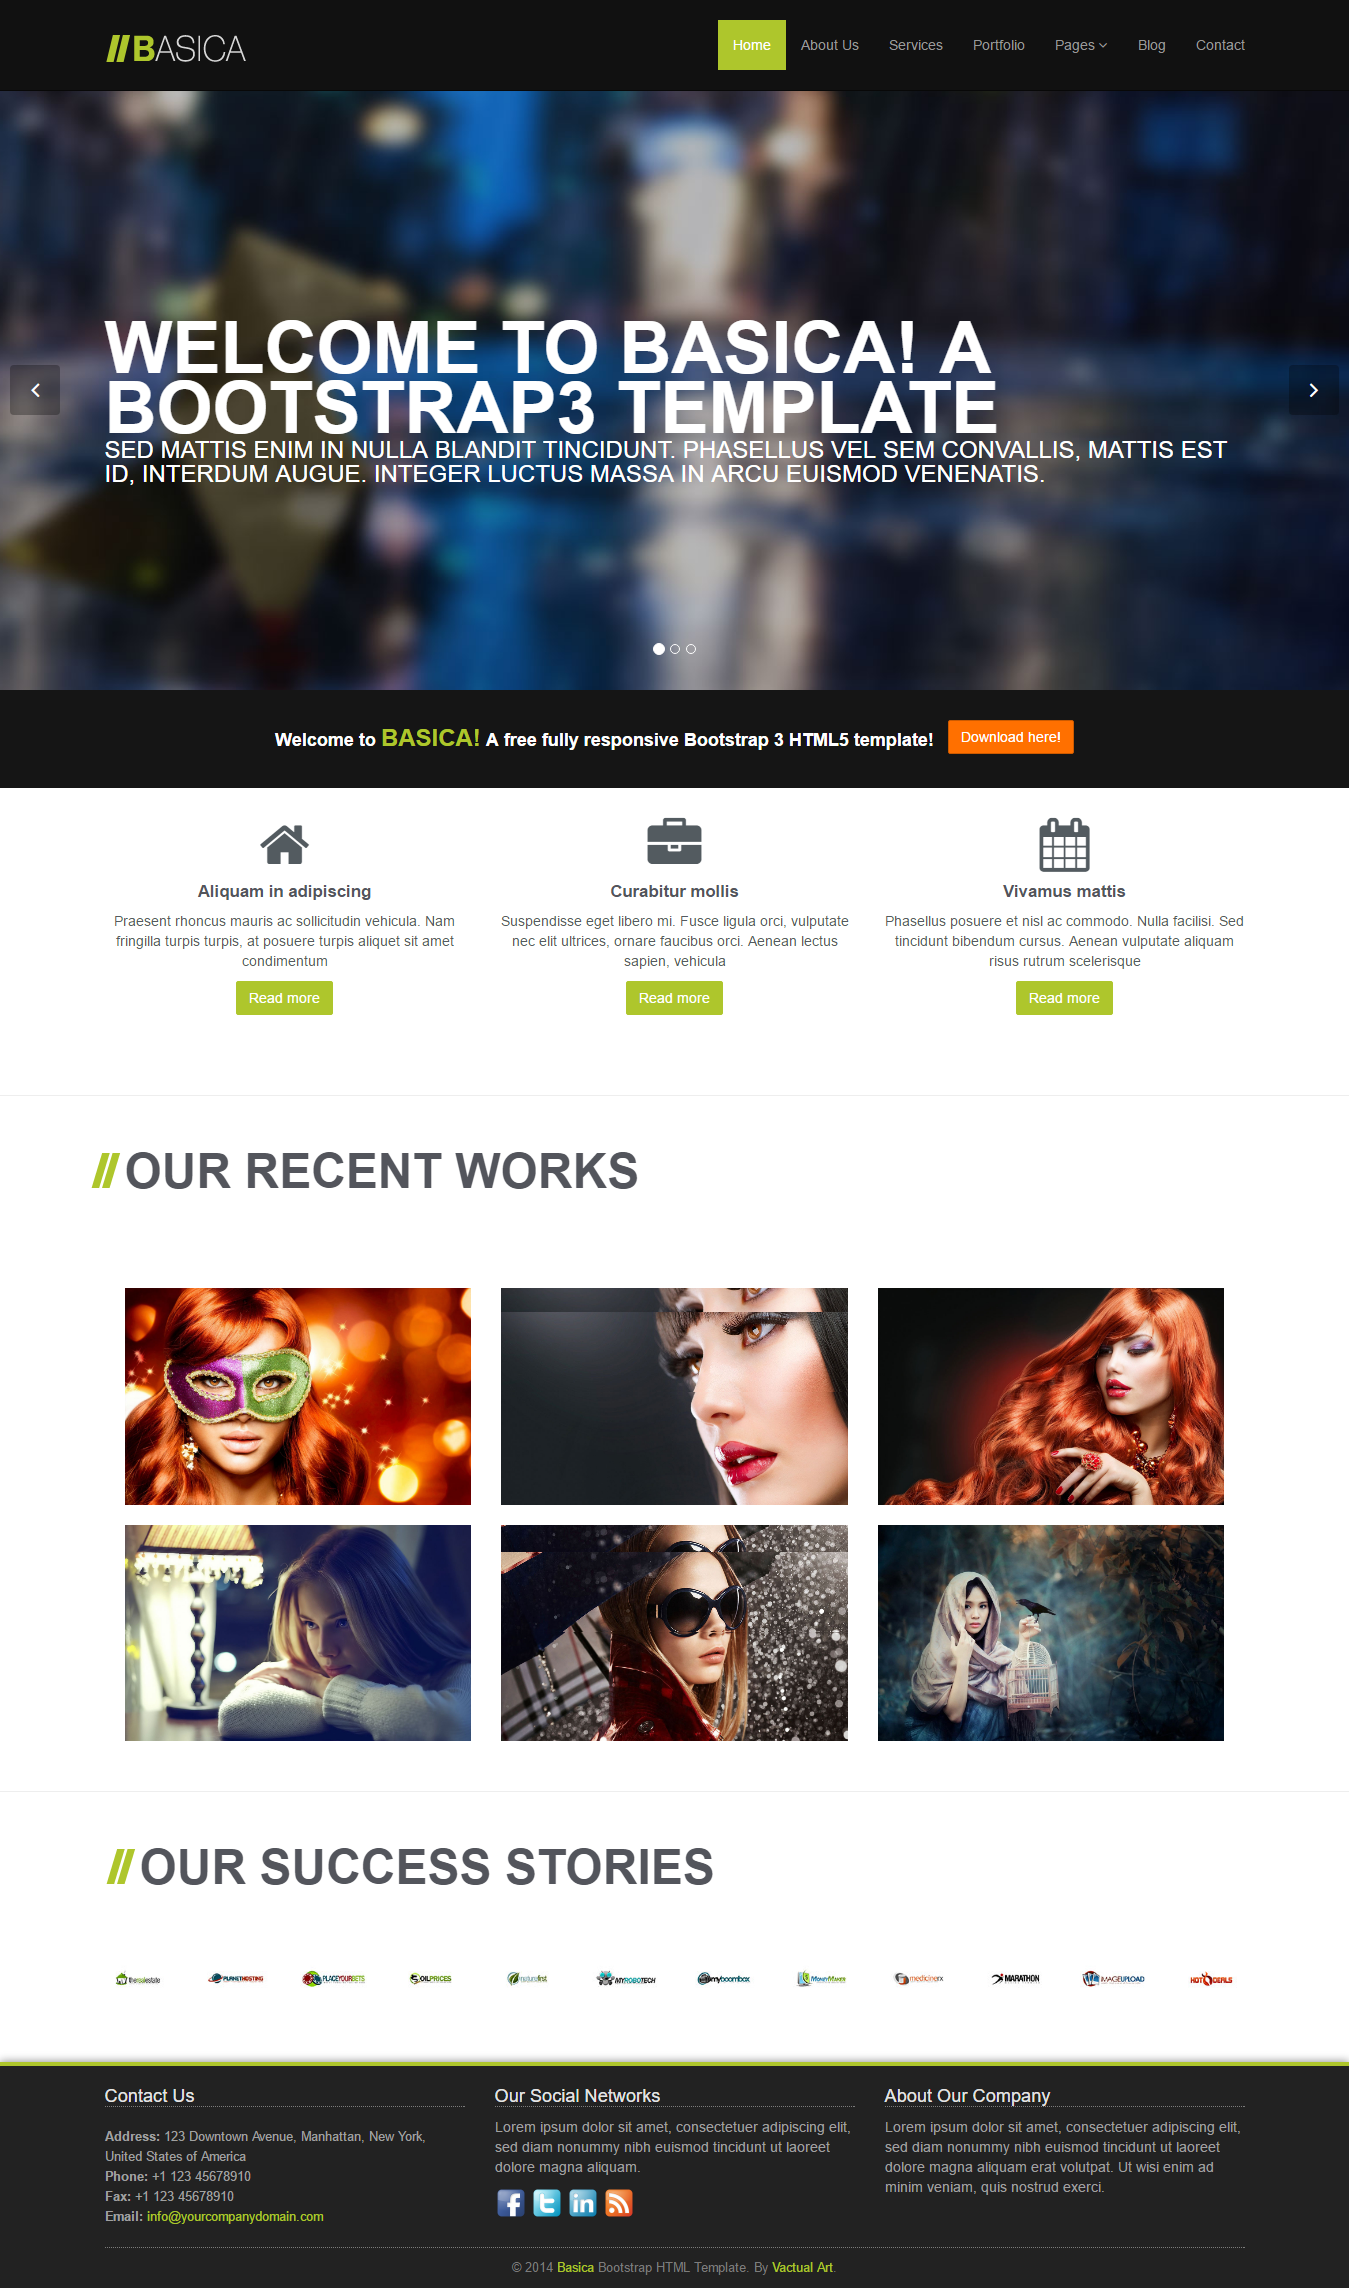 //BASICA
Home About Us Services Portfolio Pages Blog Contact
WELCOME TO BASICA! A
BOOTSTRAP3 TEMPLATE
SED MATTIS ENIM IN NULLA BLANDIT TINCIDUNT. PHASELLUS VEL SEM CONVALLIS, MATTIS EST
ID, INTERDUM AUGUE. INTEGER LUCTUS MASSA IN ARCU EUISMOD VENENATIS.
Welcome to BASICA! A free fully responsive Bootstrap 3 HTML5 template! Download here!
Aliquam in adipiscing
Praesent rhoncus mauris ac sollicitudin vehicula. Nam
fringilla turpis turpis, at posuere turpis aliquet sit amet
condimentum
Read more
Curabitur mollis
Suspendisse eget libero mi. Fusce ligula orci, vulputate
nec elit ultrices, ornare faucibus orci. Aenean lectus
sapien, vehicula
Read more
Vivamus mattis
Phasellus posuere et nisl ac commodo. Nulla facilisi. Sed
tincidunt bibendum cursus. Aenean vulputate aliquam
risus rutrum scelerisque
Read more
//OUR RECENT WORKS
//OUR SUCCESS STORIES
therealestate PLANETHOSTING PLACEYOURBETS OILPRICES naturefirst MYROBOTECH myboombox MONEYMAKER medicinerx MARATHON IMAGEUPLOAD HOT DEALS
Contact Us
Address: 123 Downtown Avenue, Manhattan, New York,
United States of America
Phone: +1 123 45678910
Fax: +1 123 45678910
Email: info@yourcompanydomain.com
Our Social Networks
Lorem ipsum dolor sit amet, consectetuer adipiscing elit,
sed diam nonummy nibh euismod tincidunt ut laoreet
dolore magna aliquam.
About Our Company
Lorem ipsum dolor sit amet, consectetuer adipiscing elit,
sed diam nonummy nibh euismod tincidunt ut laoreet
dolore magna aliquam erat volutpat. Ut wisi enim ad
minim veniam, quis nostrud exerci.
© 2014 Basica Bootstrap HTML Template. By Vactual Art.